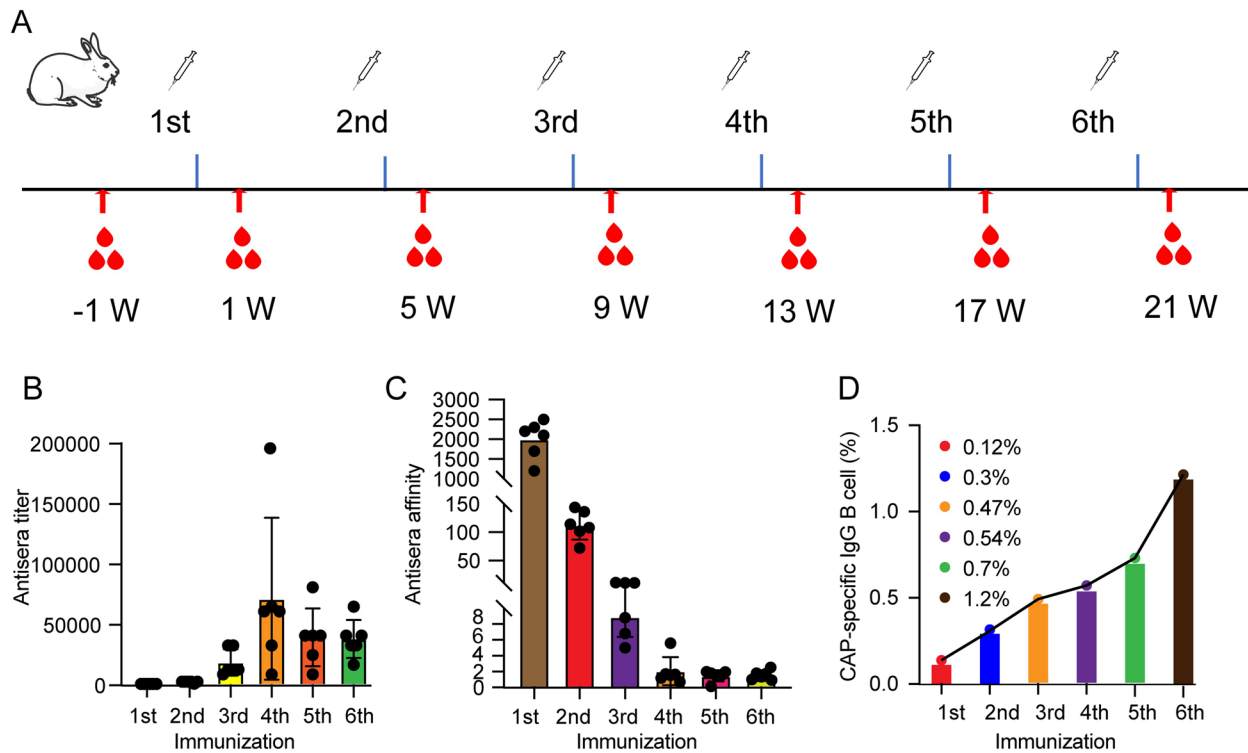 A
1st 2nd 3rd 4th 5th 6th
-1 W 1 W 5 W 9 W 13 W 17 W 21 W
B
Antisera titer
200000
150000
100000
50000
0
1st 2nd 3rd 4th 5th 6th
Immunization
C
Antisera affinity
3000
2500
2000
1500
1000
150
100
50
8
6
4
2
0
1st 2nd 3rd 4th 5th 6th
Immunization
D
CAP-specific IgG B cell (%)
1.5
1.0
0.5
0.0
0.12%
0.3%
0.47%
0.54%
0.7%
1.2%
1st 2nd 3rd 4th 5th 6th
Immunization